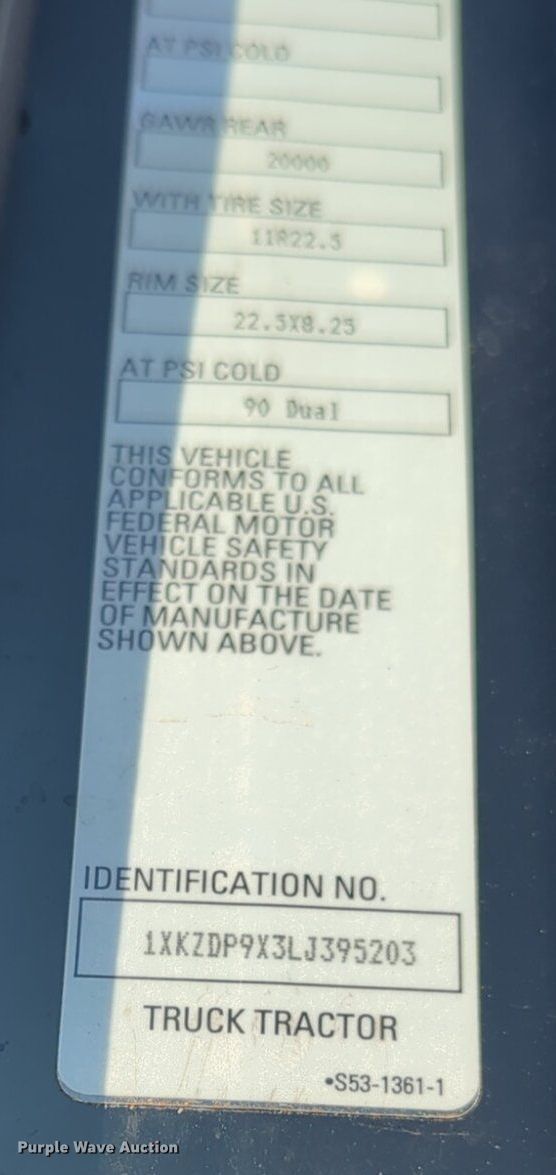 AT PSI COLD
GAWR REAR
20000
WITH TIRE SIZE
11R22.5
RIM SIZE
22.5X8.25
AT PSI COLD
90 Dual
THIS VEHICLE
CONFORMS TO ALL
APPLICABLE U.S.
FEDERAL MOTOR
VEHICLE SAFETY
STANDARDS IN
EFFECT ON THE DATE
OF MANUFACTURE
SHOWN ABOVE.
IDENTIFICATION NO.
1XKZDP9X3LJ395203
TRUCK TRACTOR
•S53-1361-1
Purple Wave Auction